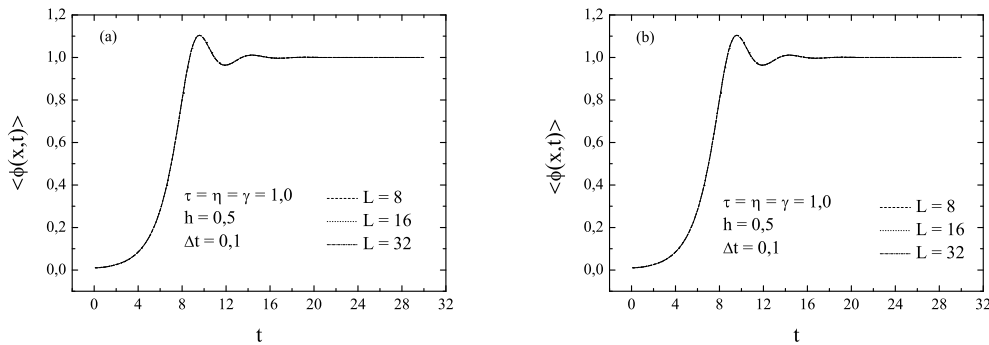 (a)
<ϕ(x,t)>
1,2
1,0
0,8
0,6
0,4
0,2
0,0
τ = η = γ = 1,0
h = 0,5
Δt = 0,1
L = 8
L = 16
L = 32
0 4 8 12 16 20 24 28 32
t
(b)
<ϕ(x,t)>
1,2
1,0
0,8
0,6
0,4
0,2
0,0
τ = η = γ = 1,0
h = 0,5
Δt = 0,1
L = 8
L = 16
L = 32
0 4 8 12 16 20 24 28 32
t